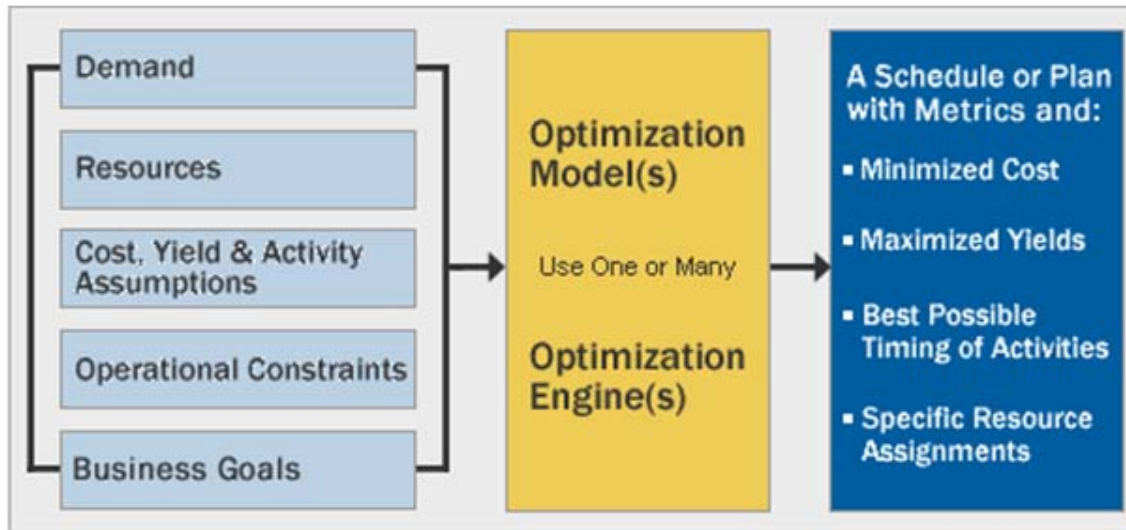 Demand
Resources
Cost, Yield & Activity
Assumptions
Operational Constraints
Business Goals
Optimization
Model(s)
Use One or Many
Optimization
Engine(s)
A Schedule or Plan
with Metrics and:
▪ Minimized Cost
▪ Maximized Yields
▪ Best Possible
Timing of Activities
▪ Specific Resource
Assignments